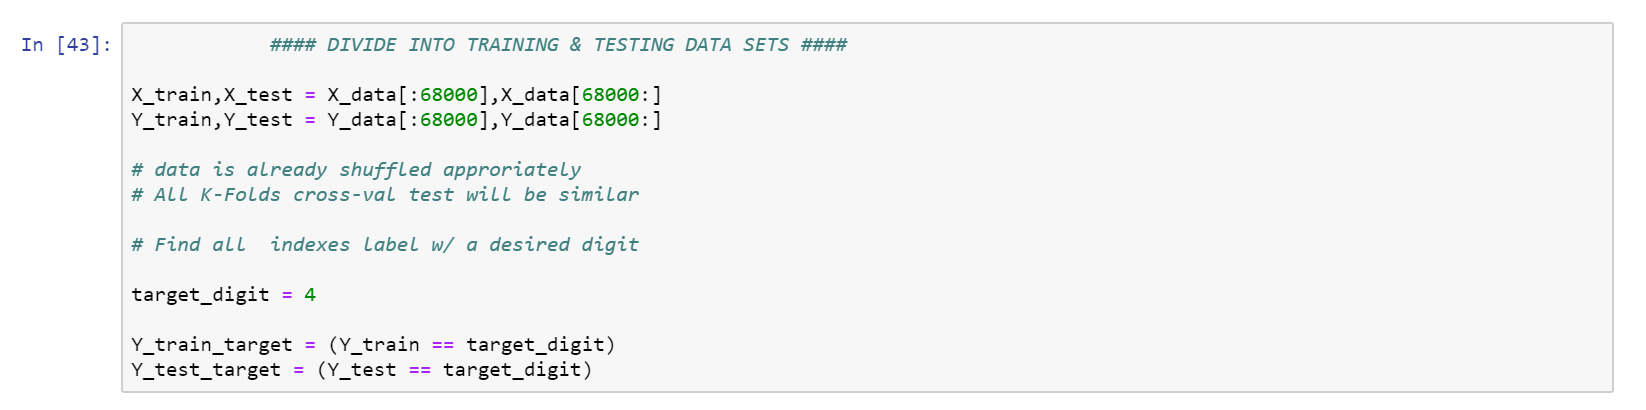 In [43]: #### DIVIDE INTO TRAINING & TESTING DATA SETS ####
X_train,X_test = X_data[:68000],X_data[68000:]
Y_train,Y_test = Y_data[:68000],Y_data[68000:]
# data is already shuffled approriately
# All K-Folds cross-val test will be similar
# Find all  indexes label w/ a desired digit
target_digit = 4
Y_train_target = (Y_train == target_digit)
Y_test_target = (Y_test == target_digit)